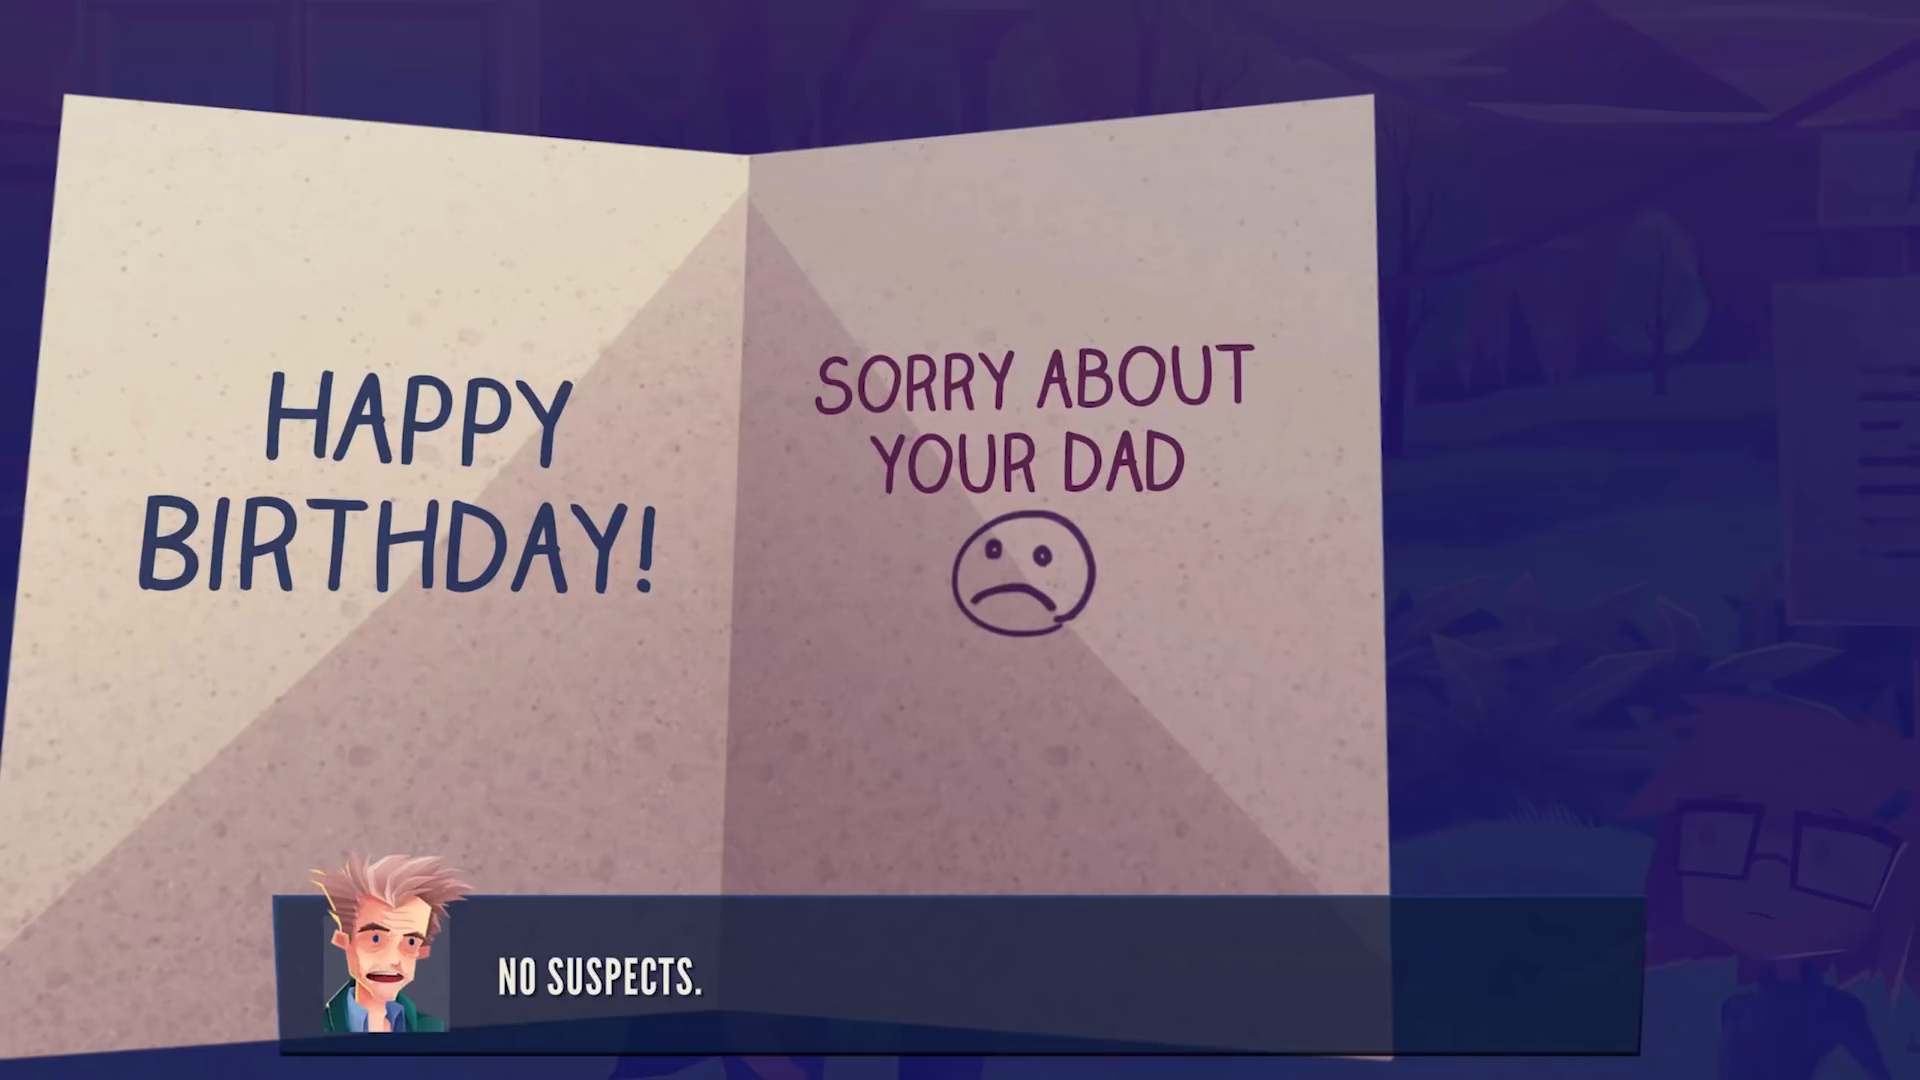 HAPPY
BIRTHDAY!
SORRY ABOUT
YOUR DAD
NO SUSPECTS.